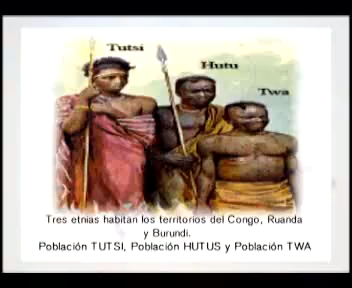 Tutsi
Hutu
Twa
Tres etnias habitan los territorios del Congo, Ruanda
y Burundi.
Población TUTSI, Población HUTUS y Población TWA